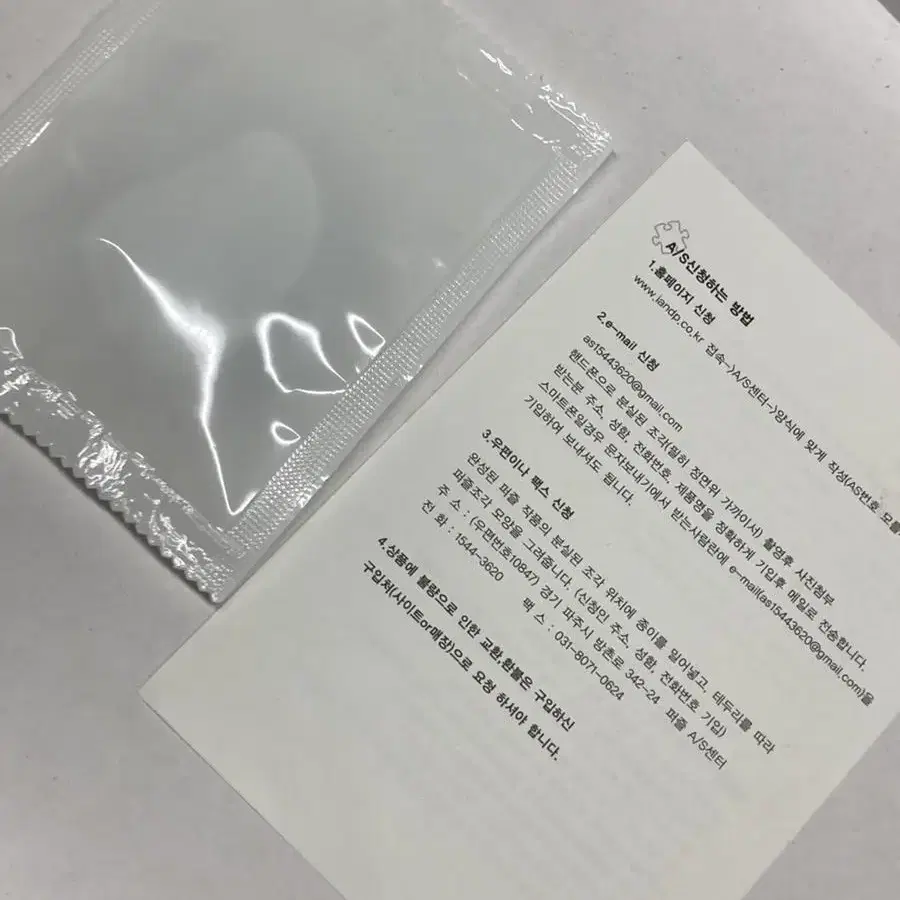 A/S신청하는 방법
1.홈페이지 신청
www.iandp.co.kr 접속->A/S센터->양식에 맞게 작성(AS번호 모를
2.e-mail 신청
as15443620@gmail.com
핸드폰으로 분실된 조각(필히 정면위 가까이서) 촬영후 사진첨부
받는분 주소, 성함, 전화번호, 제품명을 정확하게 기입후 메일로 전송합니다.
스마트폰일경우 문자보내기에서 받는사람란에 e-mail(as15443620@gmail.com)을
기입하여 보내셔도 됩니다.
3.우편이나 팩스 신청
완성된 퍼즐 작품의 분실된 조각 위치에 종이를 밀어넣고, 테두리를 따라
퍼즐조각 모양을 그려줍니다. (신청인 주소, 성함, 전화번호 기입)
주 소 : (우편번호10847) 경기 파주시 방촌로 342-24 퍼즐 A/S센터
전 화 : 1544-3620 팩 스 : 031-8071-0624
4.상품에 불량으로 인한 교환,환불은 구입하신
구입처(사이트or매장)으로 요청 하셔야 합니다.